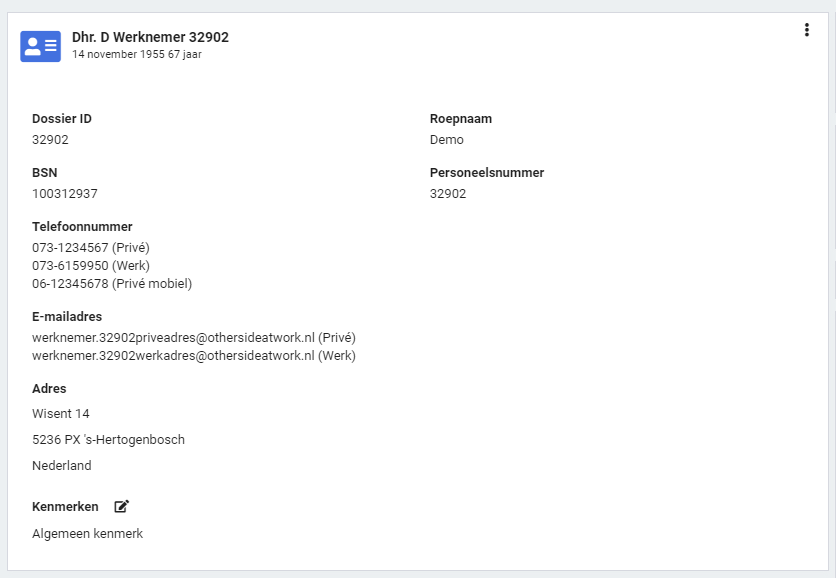 Dhr. D Werknemer 32902
14 november 1955 67 jaar
Dossier ID
32902
Roepnaam
Demo
BSN
100312937
Personeelsnummer
32902
Telefoonnummer
073-1234567 (Privé)
073-6159950 (Werk)
06-12345678 (Privé mobiel)
E-mailadres
werknemer.32902priveadres@othersideatwork.nl (Privé)
werknemer.32902werkadres@othersideatwork.nl (Werk)
Adres
Wisent 14
5236 PX 's-Hertogenbosch
Nederland
Kenmerken
Algemeen kenmerk